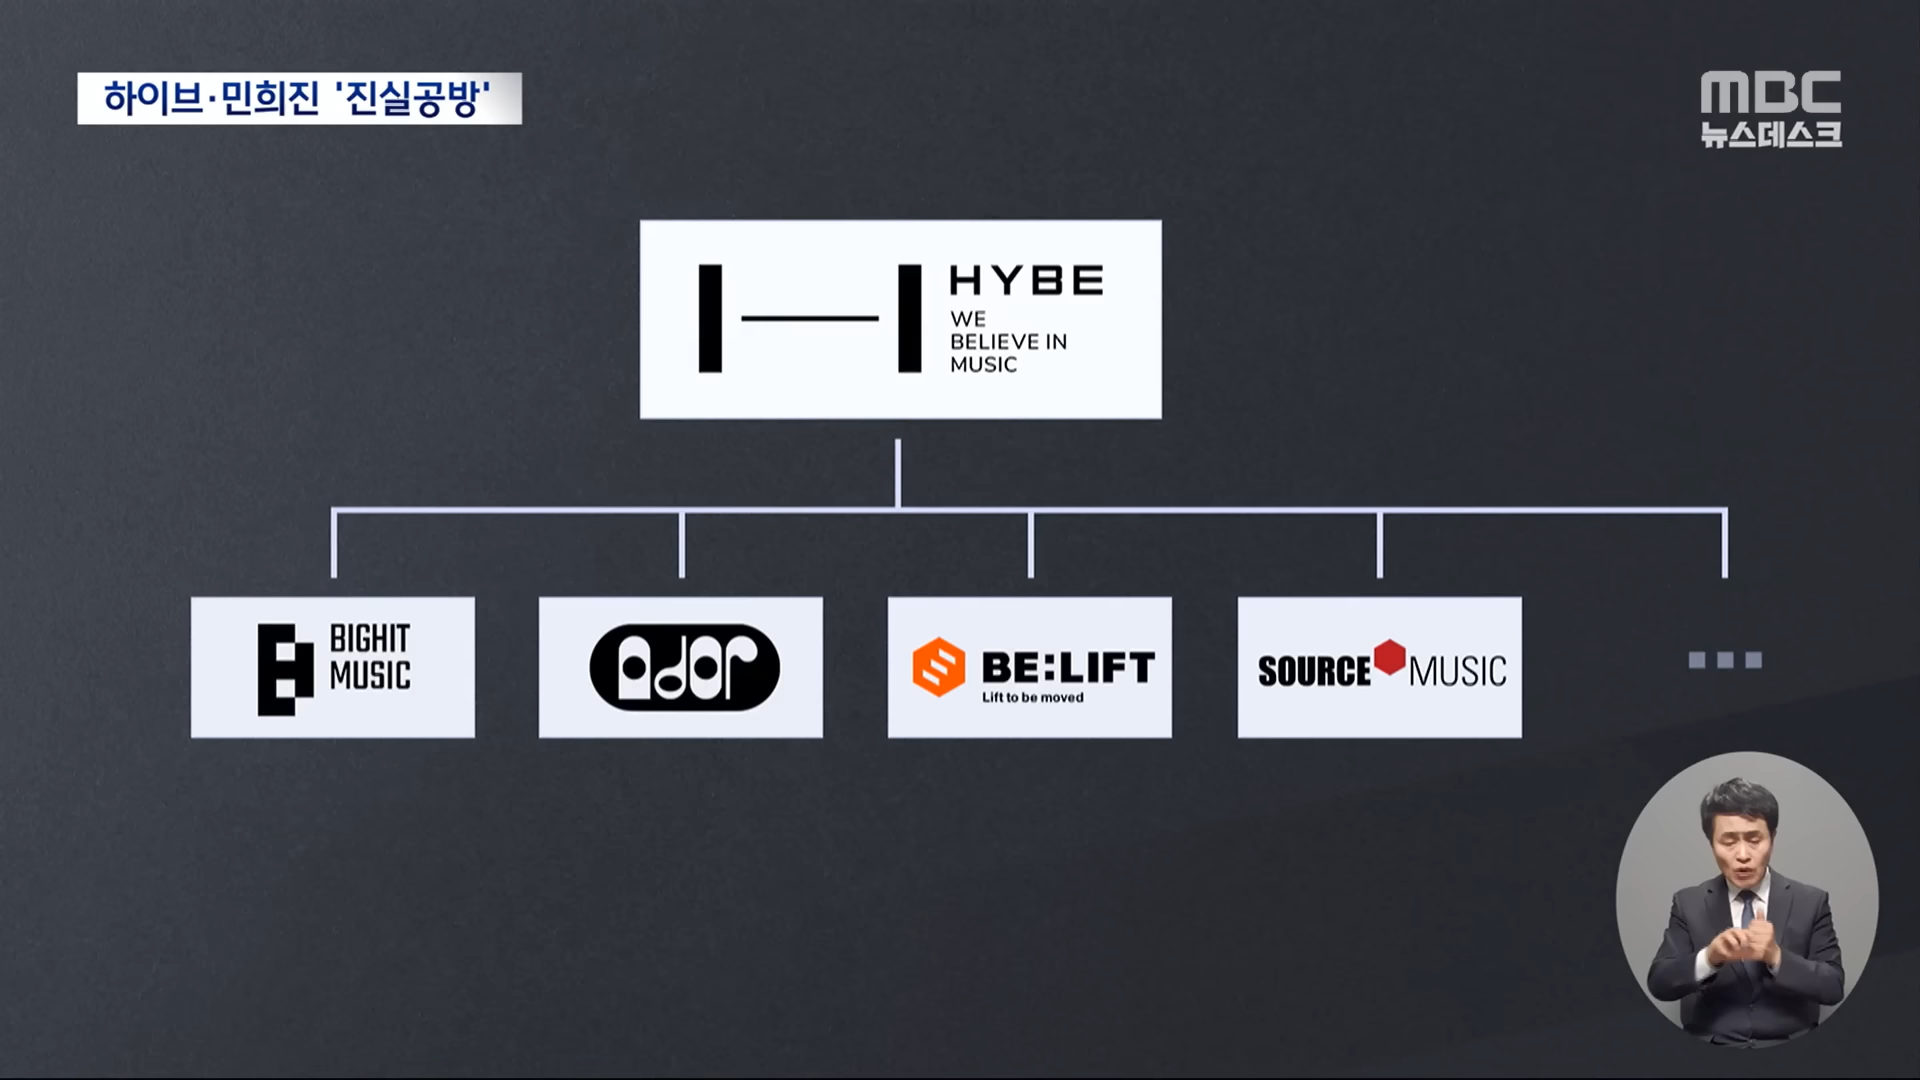 하이브·민희진 '진실공방'
MBC
뉴스데스크
HYBE
WE
BELIEVE IN
MUSIC
BIGHIT
MUSIC
ador
BE:LIFT
Lift to be moved
SOURCE MUSIC